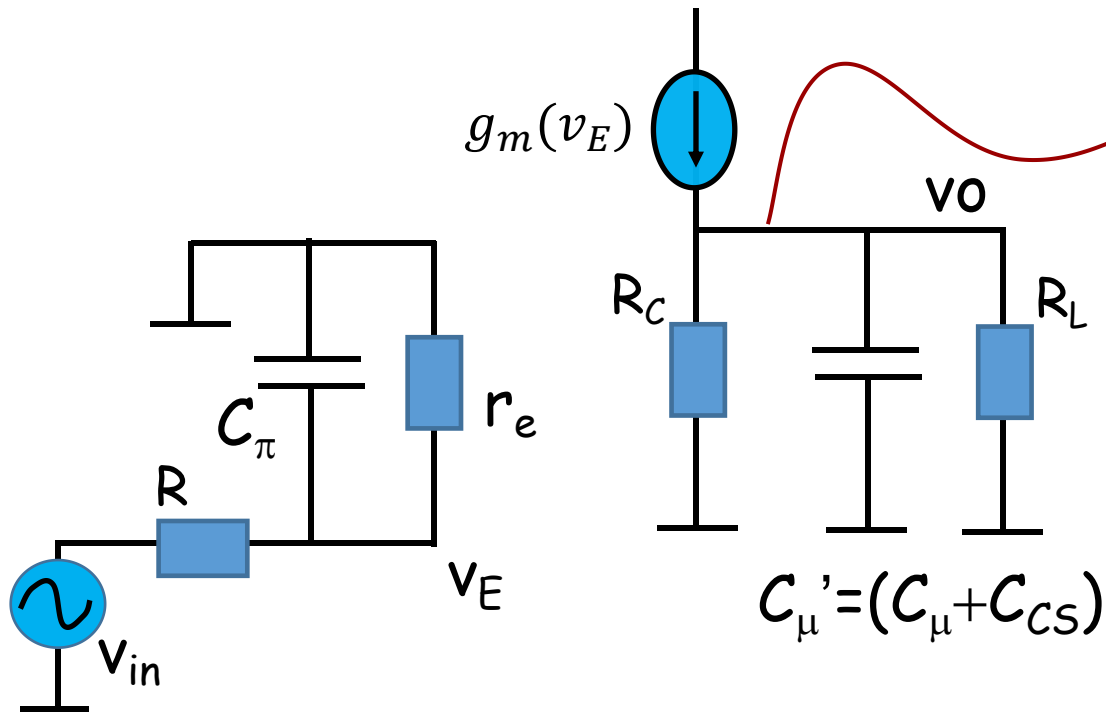 g_m(v_E)
vo
R_C
R_L
C_π
r_e
R
v_E
v_in
C_μ'=(C_μ+C_CS)